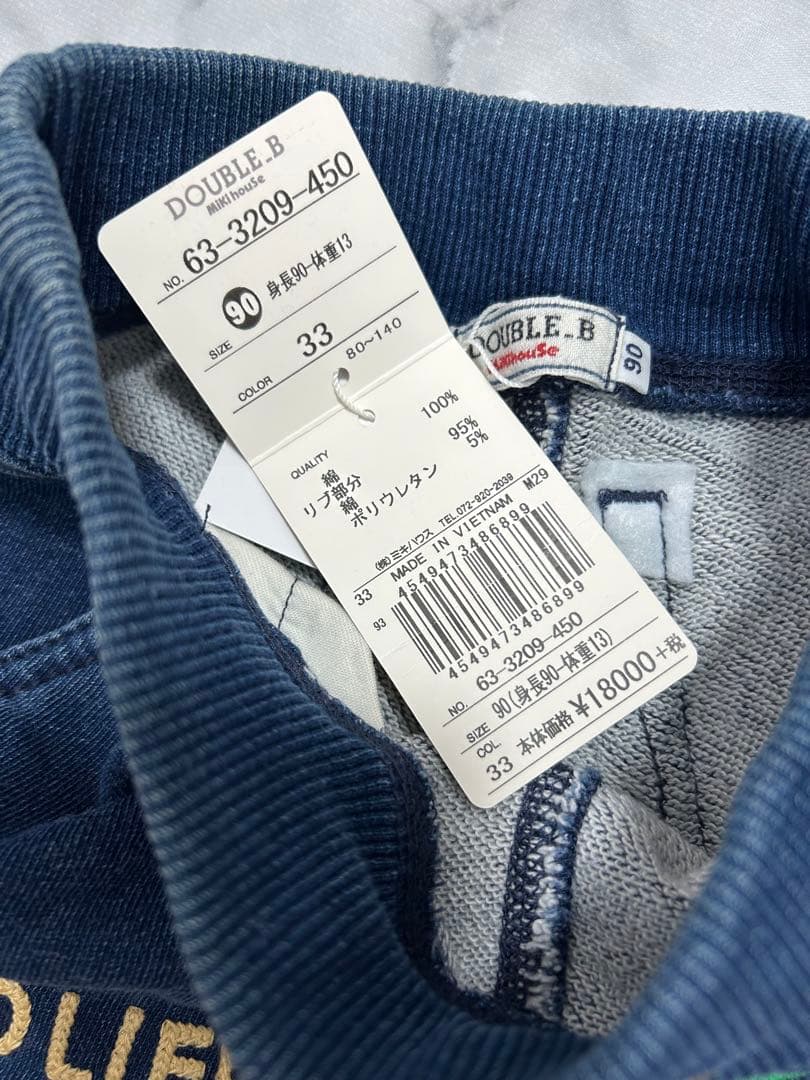 DOUBLE_B
MIKIhouSe
NO. 63-3209-450
SIZE 90 身長90-体重13
COLOR 33 80~140
QUALITY
綿 100%
リブ部分
綿 95%
ポリウレタン 5%
(株)ミキハウス TEL.072-920-2039
MADE IN VIETNAM M29
33 4549473486899
93
4549473486899
NO. 63-3209-450
SIZE 90(身長90-体重13)
COL. 33 本体価格¥18000+税
DOUBLE_B
MIKIhouSe
90